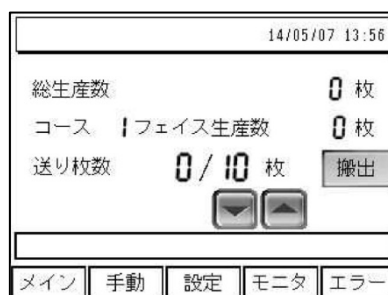 14/05/07 13:56
総生産数 0 枚
コース 1 フェイス生産数 0 枚
送り枚数 0/10 枚 搬出
メイン 手動 設定 モニタ エラー